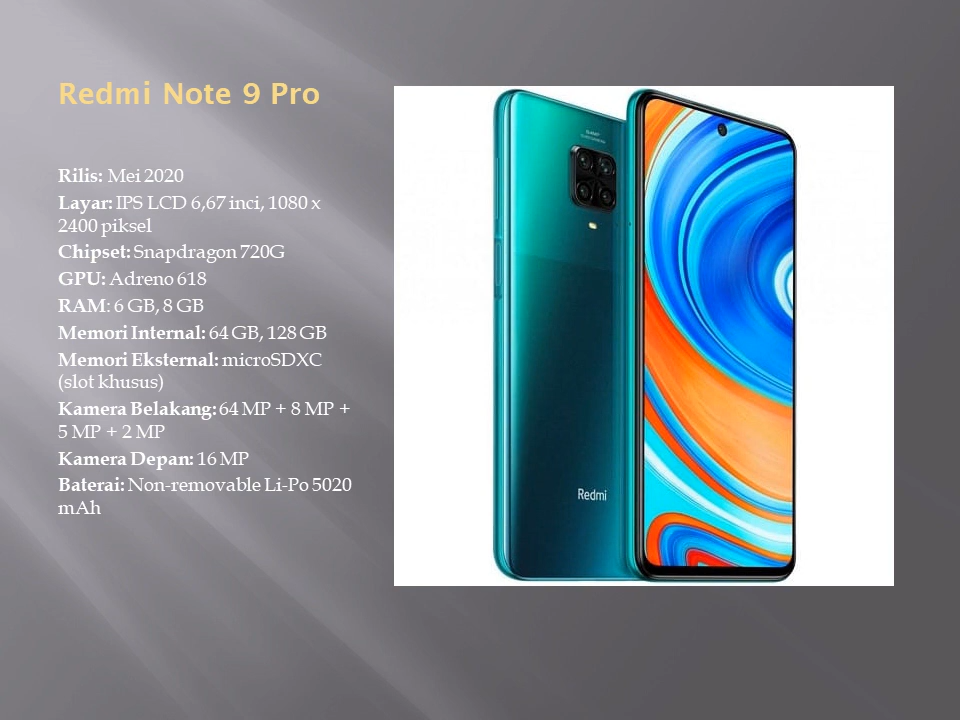 Redmi Note 9 Pro
Rilis: Mei 2020
Layar: IPS LCD 6,67 inci, 1080 x
2400 piksel
Chipset: Snapdragon 720G
GPU: Adreno 618
RAM: 6 GB, 8 GB
Memori Internal: 64 GB, 128 GB
Memori Eksternal: microSDXC
(slot khusus)
Kamera Belakang: 64 MP + 8 MP +
5 MP + 2 MP
Kamera Depan: 16 MP
Baterai: Non-removable Li-Po 5020
mAh
Redmi